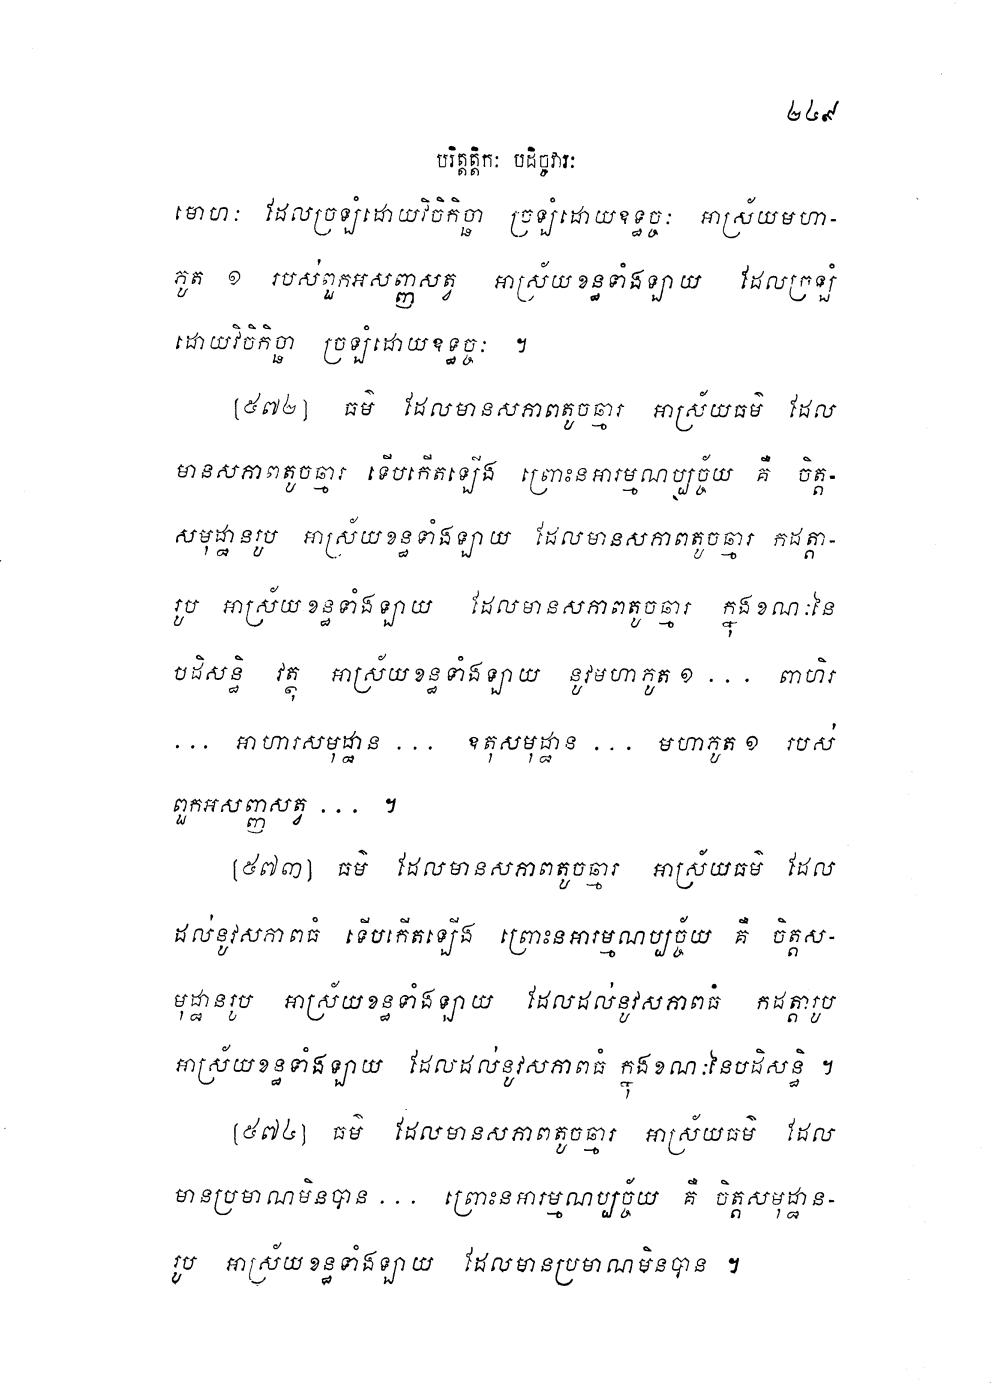 ២៤៩
បរិត្តត្តិកៈ បដិច្ចវារៈ
មោហៈ ដែលច្រឡំដោយវិចិកិច្ឆា ច្រឡំដោយឧទ្ធច្ចៈ អាស្រ័យមហា-
ភូត ១ របស់ពួកអសញ្ញសត្វ អាស្រ័យខន្ធទាំងឡាយ ដែលច្រឡំ
ដោយវិចិកិច្ឆា ច្រឡំដោយឧទ្ធច្ចៈ ។
[៥៧២] ធម៌ ដែលមានសភាពតូចឆ្មារ អាស្រ័យធម៌ ដែល
មានសភាពតូចឆ្មារ ទើបកើតឡើង ព្រោះនអារម្មណប្បច្ច័យ គឺ ចិត្ត-
សមុដ្ឋានរូប អាស្រ័យខន្ធទាំងឡាយ ដែលមានសភាពតូចឆ្មារ កដត្តា-
រូប អាស្រ័យខន្ធទាំងឡាយ ដែលមានសភាពតូចឆ្មារ ក្នុងខណៈនៃ
បដិសន្ធិ វត្ថុ អាស្រ័យខន្ធទាំងឡាយ នូវមហាភូត ១ ... ពាហិរ
... អាហារសមុដ្ឋាន ... ឧតុសមុដ្ឋាន ... មហាភូត ១ របស់
ពួកអសញ្ញសត្វ ... ។
[៥៧៣] ធម៌ ដែលមានសភាពតូចឆ្មារ អាស្រ័យធម៌ ដែល
ដល់នូវសភាពធំ ទើបកើតឡើង ព្រោះនអារម្មណប្បច្ច័យ គឺ ចិត្តស-
មុដ្ឋានរូប អាស្រ័យខន្ធទាំងឡាយ ដែលដល់នូវសភាពធំ កដត្តារូប
អាស្រ័យខន្ធទាំងឡាយ ដែលដល់នូវសភាពធំ ក្នុងខណៈនៃបដិសន្ធិ ។
[៥៧៤] ធម៌ ដែលមានសភាពតូចឆ្មារ អាស្រ័យធម៌ ដែល
មានប្រមាណមិនបាន ... ព្រោះនអារម្មណប្បច្ច័យ គឺ ចិត្តសមុដ្ឋាន-
រូប អាស្រ័យខន្ធទាំងឡាយ ដែលមានប្រមាណមិនបាន ។